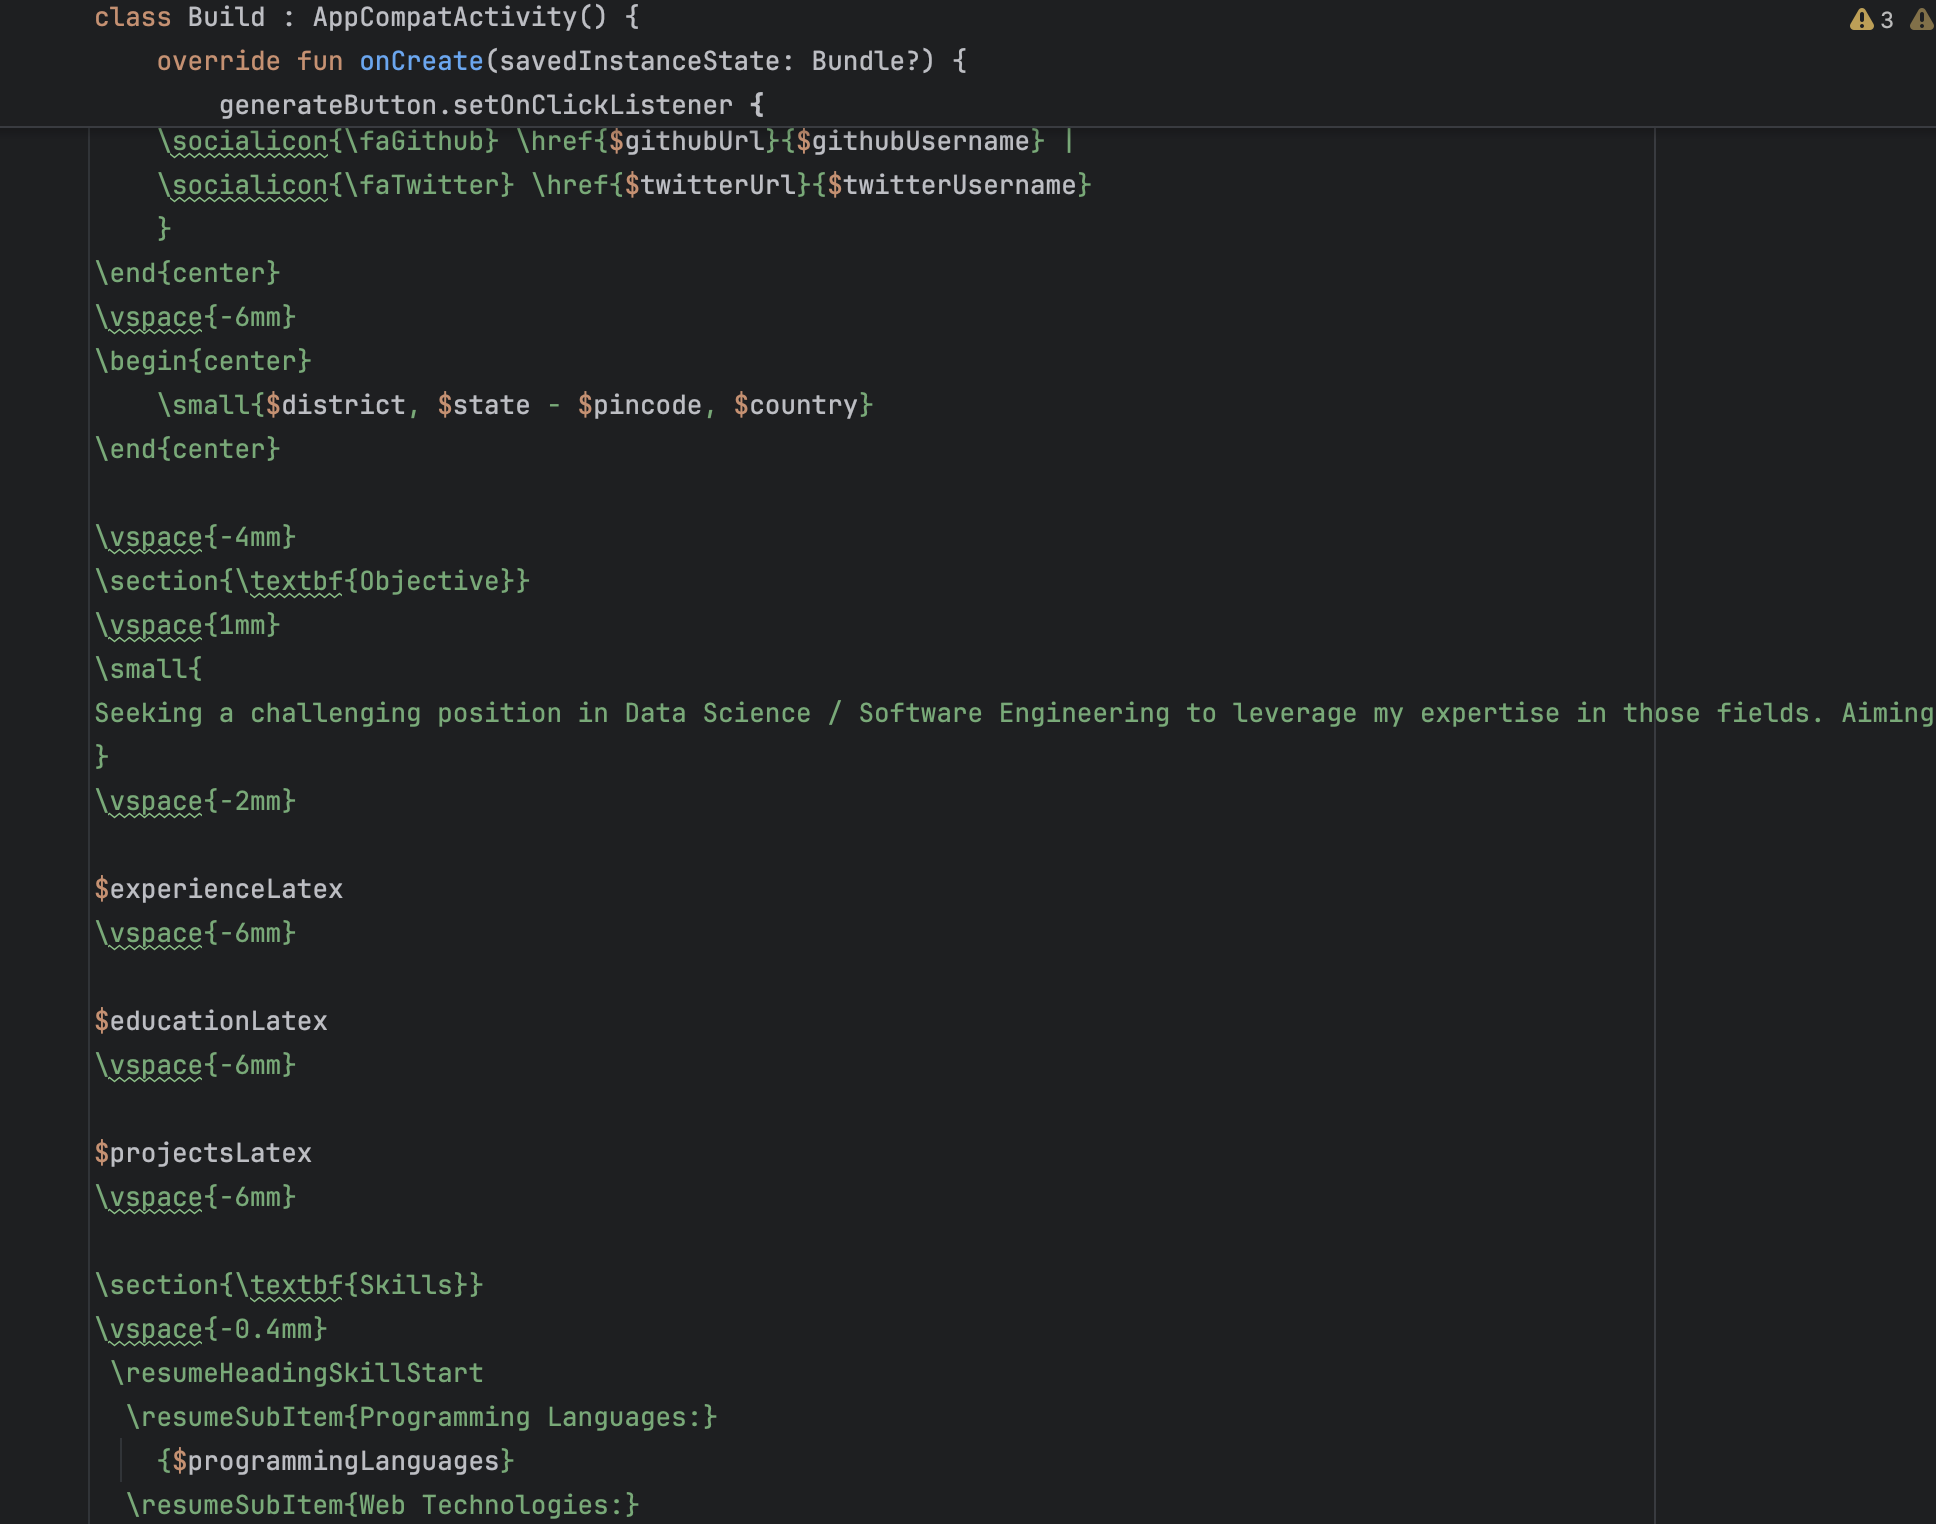 class Build : AppCompatActivity() {
3
override fun onCreate(savedInstanceState: Bundle?) {
generateButton.setOnClickListener {
\socialicon{\faGithub} \href{$githubUrl}{$githubUsername} |
\socialicon{\faTwitter} \href{$twitterUrl}{$twitterUsername}
}
\end{center}
\vspace{-6mm}
\begin{center}
\small{$district, $state - $pincode, $country}
\end{center}
\vspace{-4mm}
\section{\textbf{Objective}}
\vspace{1mm}
\small{
Seeking a challenging position in Data Science / Software Engineering to leverage my expertise in those fields. Aiming
}
\vspace{-2mm}
$experienceLatex
\vspace{-6mm}
$educationLatex
\vspace{-6mm}
$projectsLatex
\vspace{-6mm}
\section{\textbf{Skills}}
\vspace{-0.4mm}
\resumeHeadingSkillStart
\resumeSubItem{Programming Languages:}
{$programmingLanguages}
\resumeSubItem{Web Technologies:}